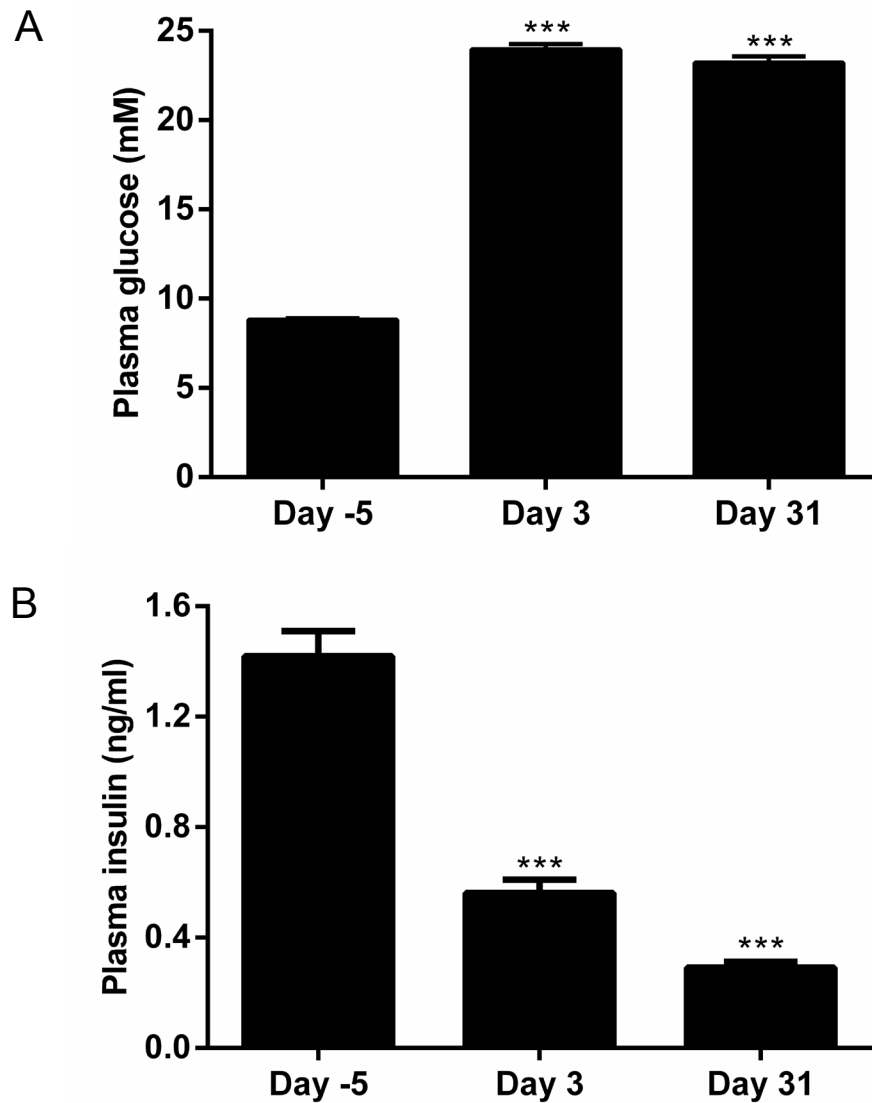 A
Plasma glucose (mM)
25
20
15
10
5
0
***
***
Day -5
Day 3
Day 31
B
Plasma insulin (ng/ml)
1.6
1.2
0.8
0.4
0.0
***
***
Day -5
Day 3
Day 31